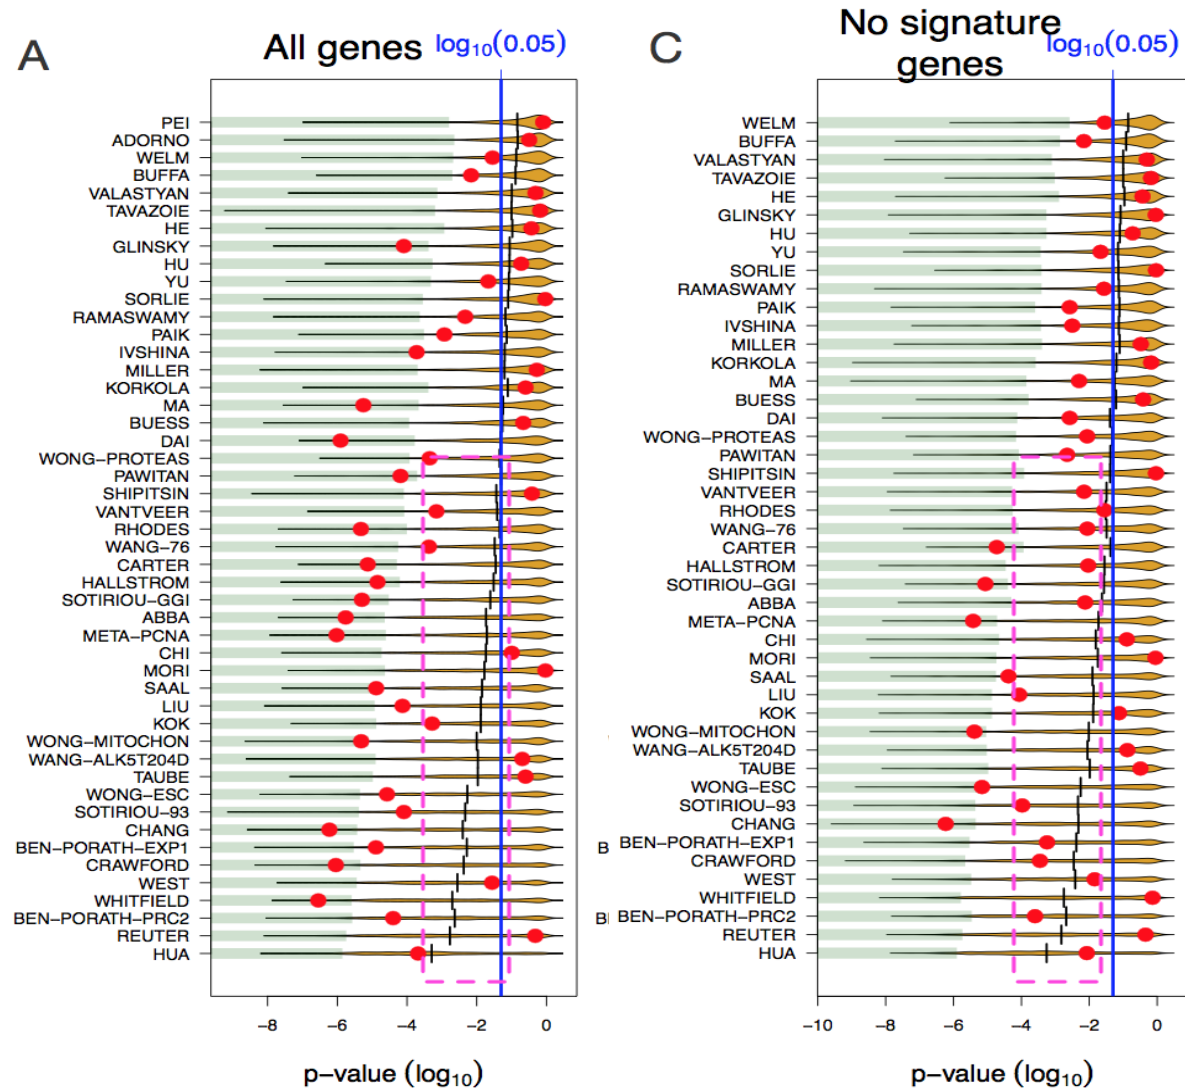 A
All genes
log10(0.05)
PEI
ADORNO
WELM
BUFFA
VALASTYAN
TAVAZOIE
HE
GLINSKY
HU
YU
SORLIE
RAMASWAMY
PAIK
IVSHINA
MILLER
KORKOLA
MA
BUESS
DAI
WONG−PROTEAS
PAWITAN
SHIPITSIN
VANTVEER
RHODES
WANG−76
CARTER
HALLSTROM
SOTIRIOU−GGI
ABBA
META−PCNA
CHI
MORI
SAAL
LIU
KOK
WONG−MITOCHON
WANG−ALK5T204D
TAUBE
WONG−ESC
SOTIRIOU−93
CHANG
BEN−PORATH−EXP1
CRAWFORD
WEST
WHITFIELD
BEN−PORATH−PRC2
REUTER
HUA
−8 −6 −4 −2 0
p−value (log10)
C
No signature
genes
log10(0.05)
WELM
BUFFA
VALASTYAN
TAVAZOIE
HE
GLINSKY
HU
YU
SORLIE
RAMASWAMY
PAIK
IVSHINA
MILLER
KORKOLA
MA
BUESS
DAI
WONG−PROTEAS
PAWITAN
SHIPITSIN
VANTVEER
RHODES
WANG−76
CARTER
HALLSTROM
SOTIRIOU−GGI
ABBA
META−PCNA
CHI
MORI
SAAL
LIU
KOK
WONG−MITOCHON
WANG−ALK5T204D
TAUBE
WONG−ESC
SOTIRIOU−93
CHANG
B BEN−PORATH−EXP1
CRAWFORD
WEST
WHITFIELD
BI BEN−PORATH−PRC2
REUTER
HUA
−10 −8 −6 −4 −2 0
p−value (log10)